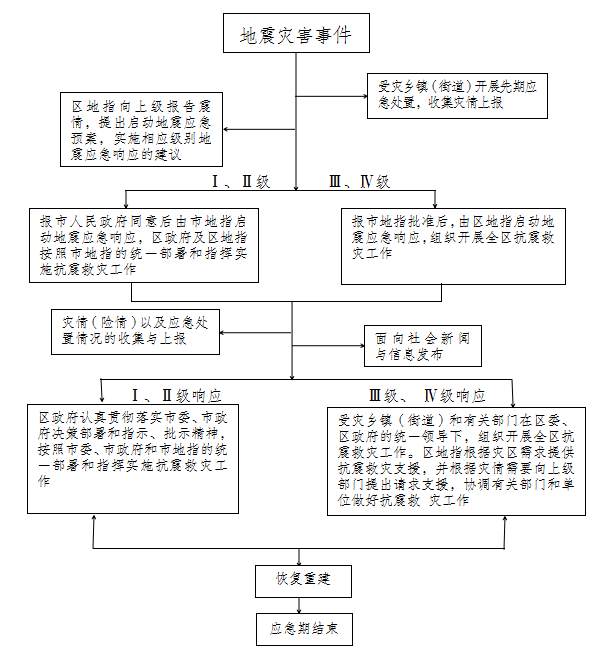 地震灾害事件
受灾乡镇（街道）开展先期应
急处置，收集灾情上报
区地指向上级报告震
情，提出启动地震应急
预案，实施相应级别地
震应急响应的建议
Ⅰ、Ⅱ级
Ⅲ、Ⅳ级
报市人民政府同意后由市地指启
动地震应急响应，区政府及区地指
按照市地指的统一部署和指挥实
施抗震救灾工作
报市地指批准后，由区地指启动地
震应急响应，组织开展全区抗震救
灾工作
灾情（险情）以及应急处
置情况的收集与上报
面向社会新闻
与信息发布
Ⅰ、Ⅱ级响应
Ⅲ级、 Ⅳ级响应
区政府认真贯彻落实市委、市政
府决策部署和指示、批示精神，
按照市委、市政府和市地指的统
一部署和指挥实施抗震救灾工
作
受灾乡镇（街道）和有关部门在区委、
区政府的统一领导下，组织开展全区抗
震救灾工作。区地指根据灾区需求提供
抗震救灾支援，并根据灾情需要向上级
部门提出请求支援，协调有关部门和单
位做好抗震救 灾工作
恢复重建
应急期结束